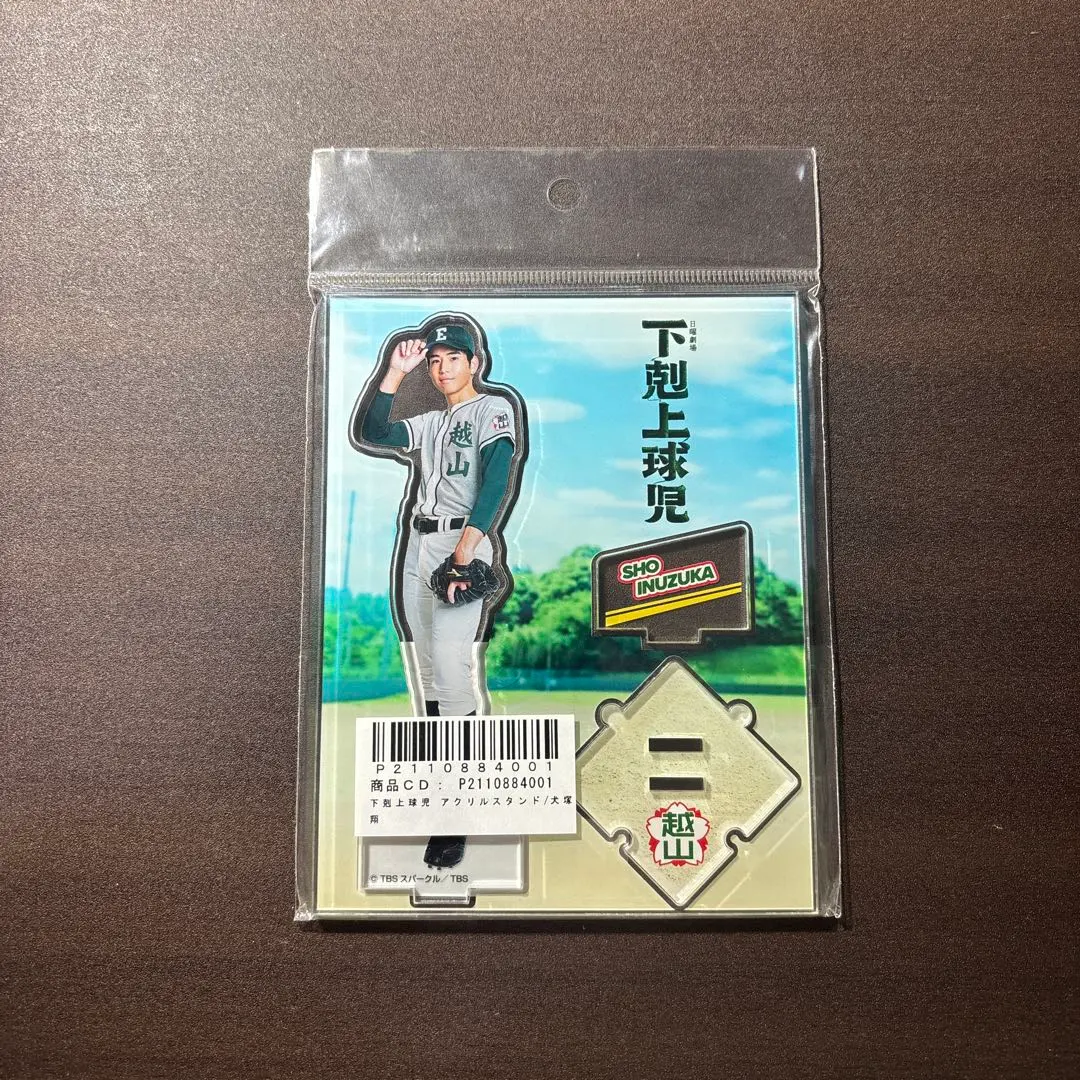 E
越
山
日曜劇場
下剋上球児
SHO
INUZUKA
P2110884001
商品CD: P2110884001
下剋上球児 アクリルスタンド/犬塚
翔
越
山
© TBSスパークル/TBS